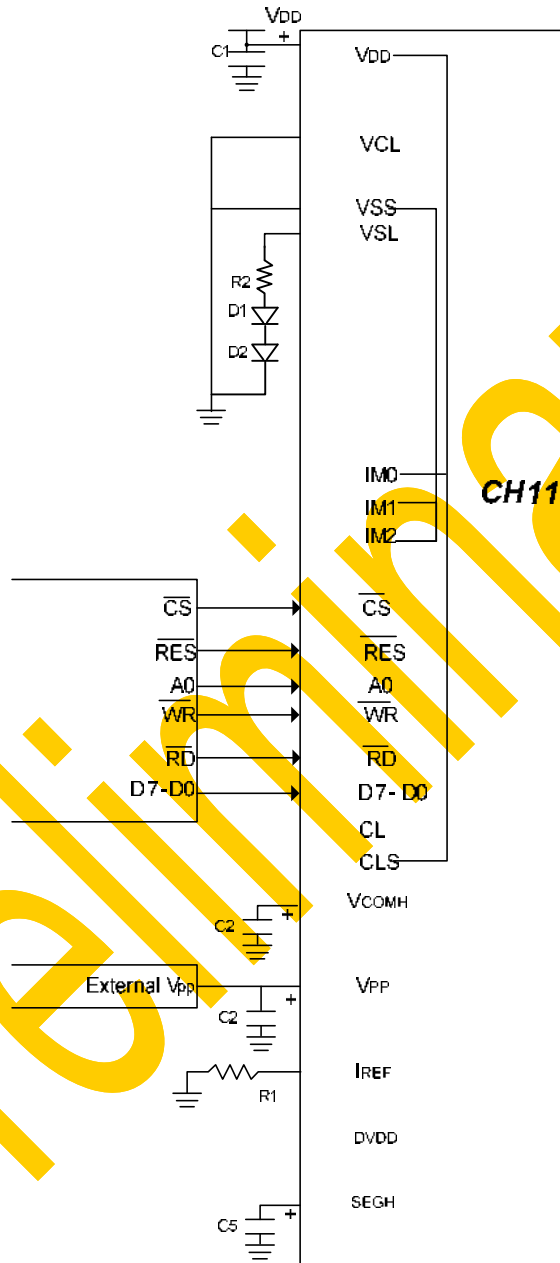 VDD
+
C1
VDD
VCL
VSS
VSL
R2
D1
D2
IM0
IM1
IM2
CH11
CS CS
RES RES
A0 A0
WR WR
RD RD
D7-D0 D7-D0
CL
CLS
VCOMH
+
C2
External Vpp
VPP
+
C2
IREF
R1
DVDD
SEGH
+
C5
elimina